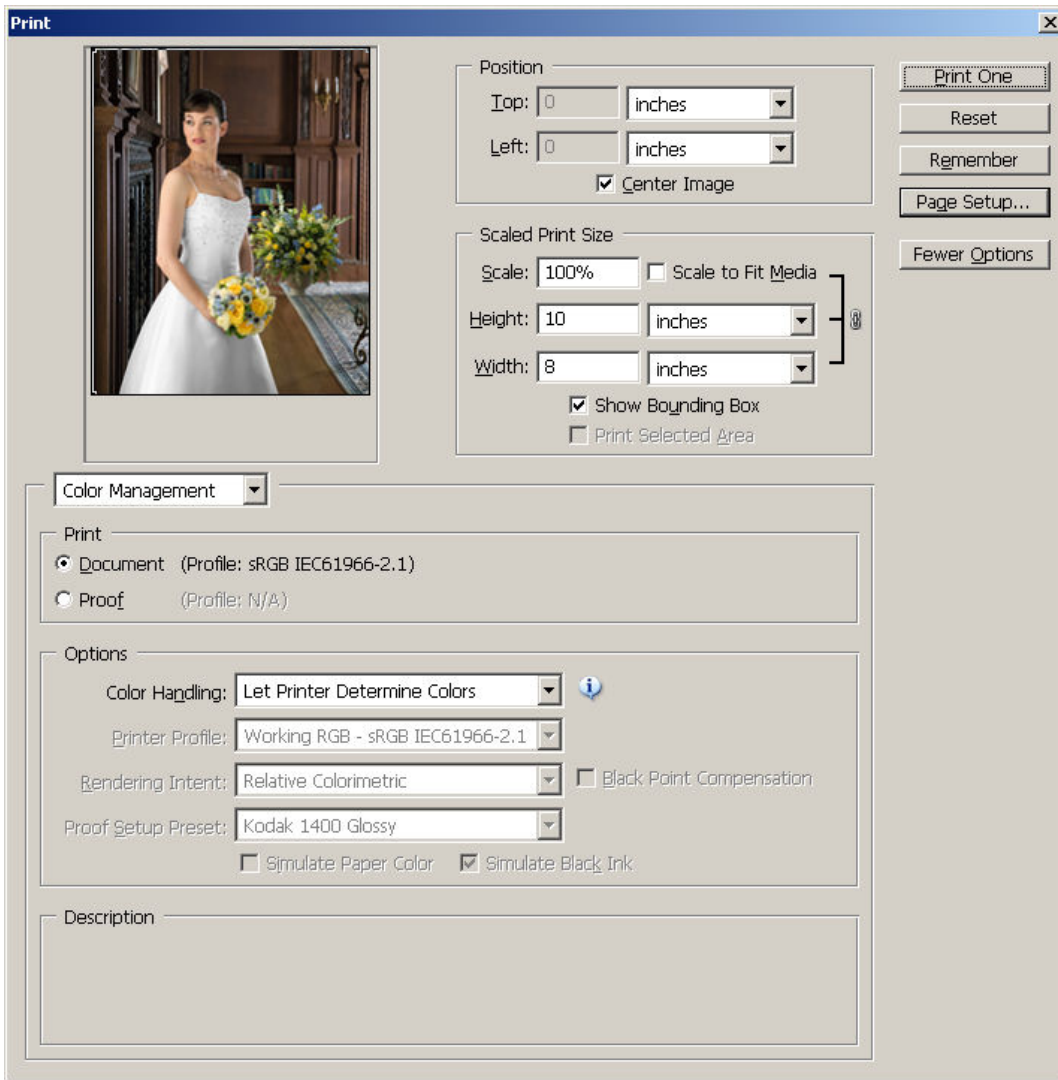 Print
Position
Top: 0 inches
Left: 0 inches
Center Image
Scaled Print Size
Scale: 100% Scale to Fit Media
Height: 10 inches
Width: 8 inches
Show Bounding Box
Print Selected Area
Print One
Reset
Remember
Page Setup...
Fewer Options
Color Management
Print
Document (Profile: sRGB IEC61966-2.1)
Proof (Profile: N/A)
Options
Color Handling: Let Printer Determine Colors
Printer Profile: Working RGB - sRGB IEC61966-2.1
Rendering Intent: Relative Colorimetric Black Point Compensation
Proof Setup Preset: Kodak 1400 Glossy
Simulate Paper Color Simulate Black Ink
Description